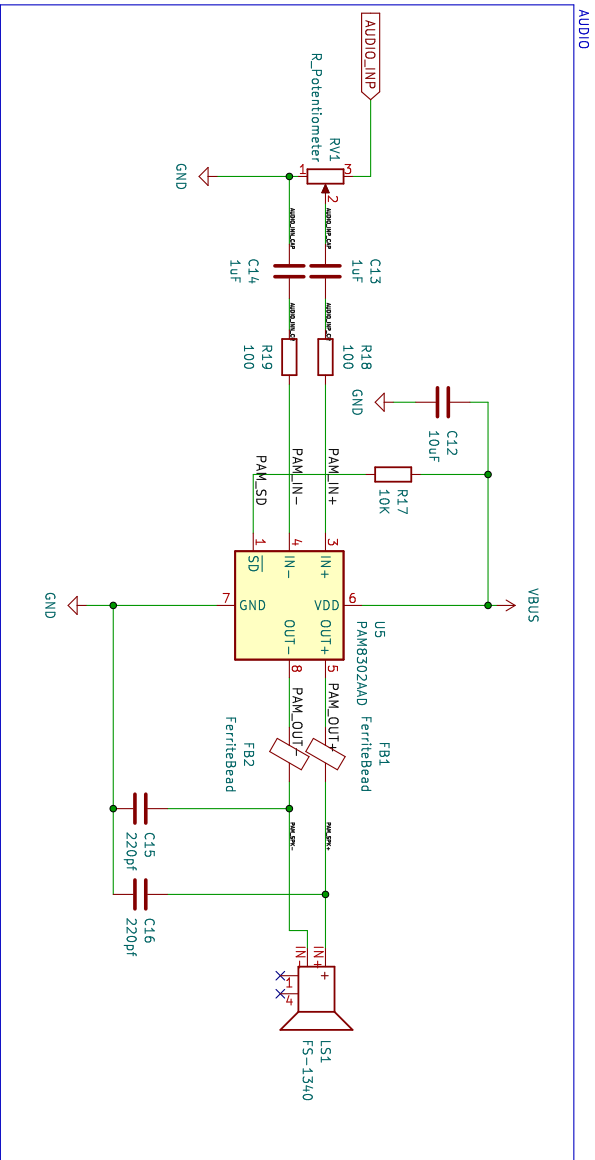 AUDIO
AUDIO_INP
R_Potentiometer
RV1
1
3
2
GND
AUDIO_INN_CAP
AUDIO_INP_CAP
C14
1uF
C13
1uF
R19
100
R18
100
GND
C12
10uF
R17
10K
PAM_SD
PAM_IN-
PAM_IN+
1
4
3
SD
IN-
IN+
7
GND
VDD
6
VBUS
GND
OUT-
OUT+
8
5
U5
PAM8302AAD
PAM_OUT-
PAM_OUT+
FB2
FerriteBead
FB1
FerriteBead
PAM_SPK-
PAM_SPK+
C15
220pf
C16
220pf
IN-
IN+
+
1
4
LS1
FS-1340